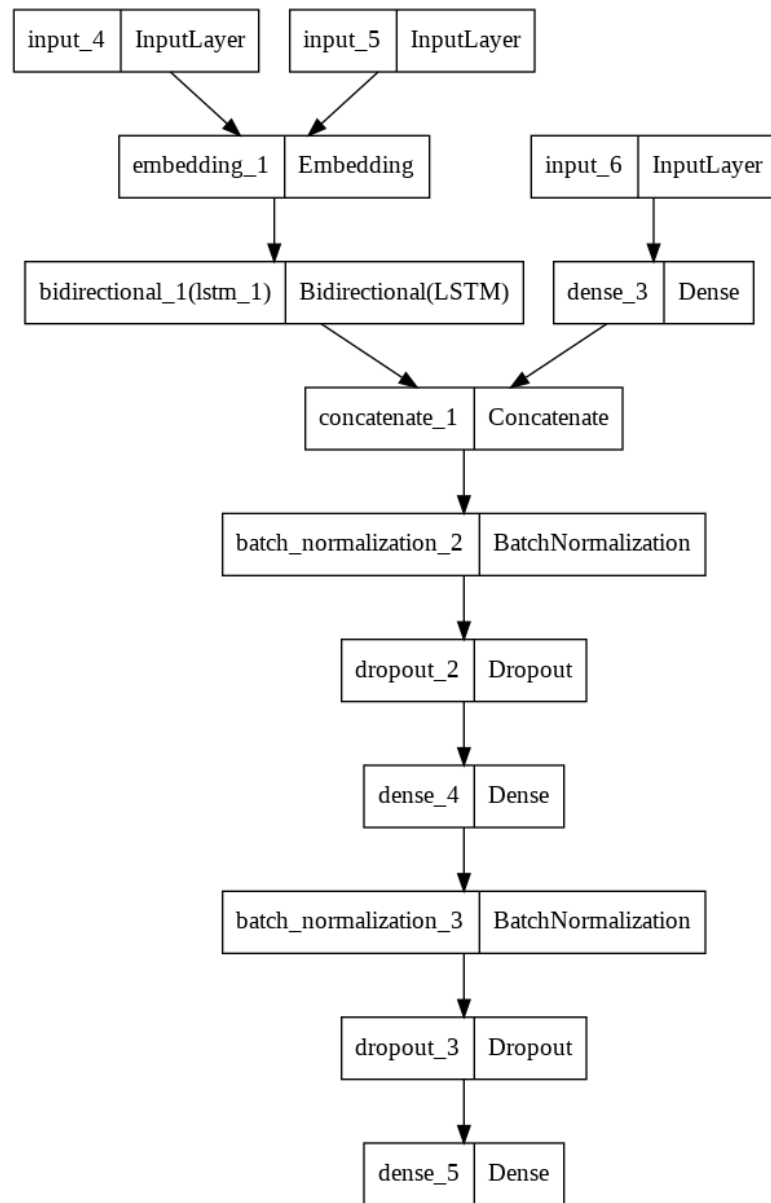 input_4 InputLayer input_5 InputLayer
embedding_1 Embedding input_6 InputLayer
bidirectional_1(lstm_1) Bidirectional(LSTM) dense_3 Dense
concatenate_1 Concatenate
batch_normalization_2 BatchNormalization
dropout_2 Dropout
dense_4 Dense
batch_normalization_3 BatchNormalization
dropout_3 Dropout
dense_5 Dense